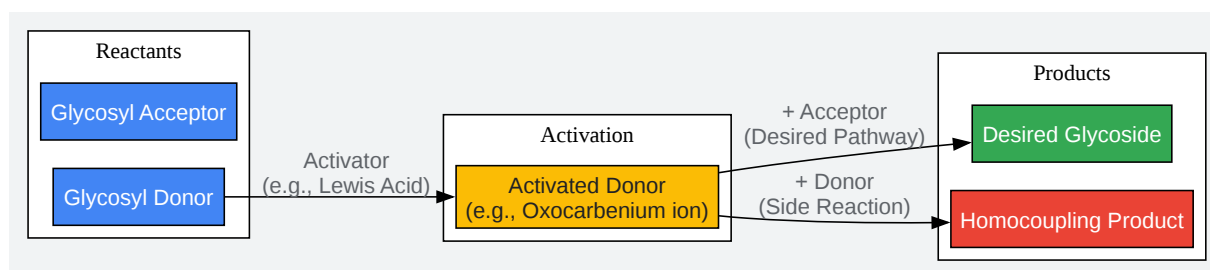 Reactants
Glycosyl Acceptor
Glycosyl Donor
Activator
(e.g., Lewis Acid)
Activation
Activated Donor
(e.g., Oxocarbenium ion)
+ Acceptor
(Desired Pathway)
+ Donor
(Side Reaction)
Products
Desired Glycoside
Homocoupling Product